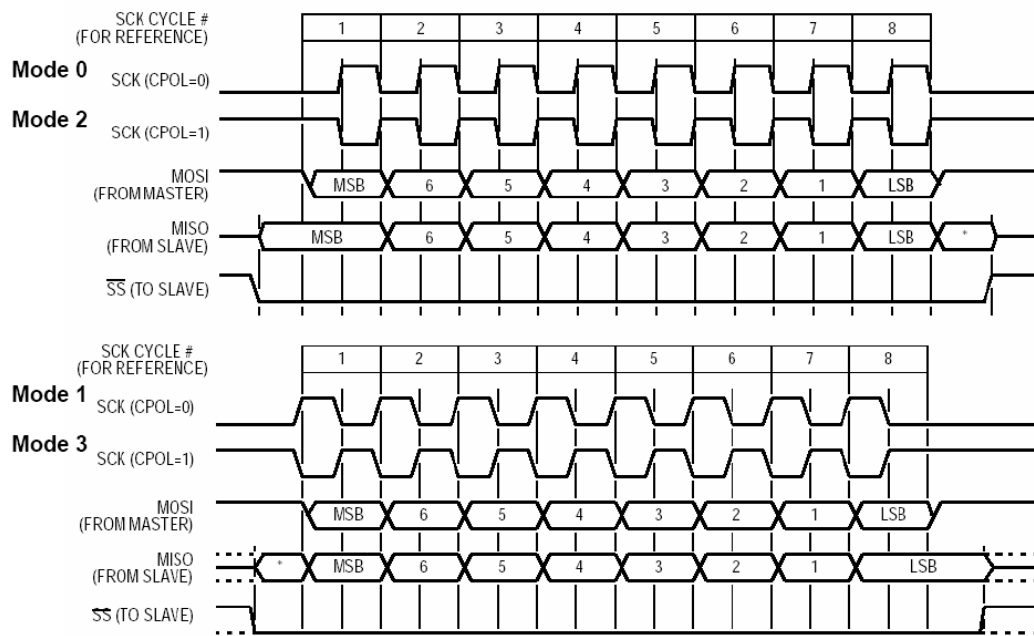 SCK CYCLE #
(FOR REFERENCE)
1 2 3 4 5 6 7 8
Mode 0
SCK (CPOL=0)
Mode 2
SCK (CPOL=1)
MOSI
(FROM MASTER)
MSB 6 5 4 3 2 1 LSB
MISO
(FROM SLAVE)
MSB 6 5 4 3 2 1 LSB *
SS (TO SLAVE)
SCK CYCLE #
(FOR REFERENCE)
1 2 3 4 5 6 7 8
Mode 1
SCK (CPOL=0)
Mode 3
SCK (CPOL=1)
MOSI
(FROM MASTER)
MSB 6 5 4 3 2 1 LSB
MISO
(FROM SLAVE)
* MSB 6 5 4 3 2 1 LSB
SS (TO SLAVE)